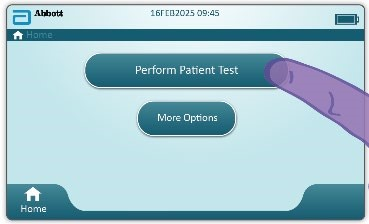 Abbott
16FEB2025 09:45
Home
Perform Patient Test
More Options
Home